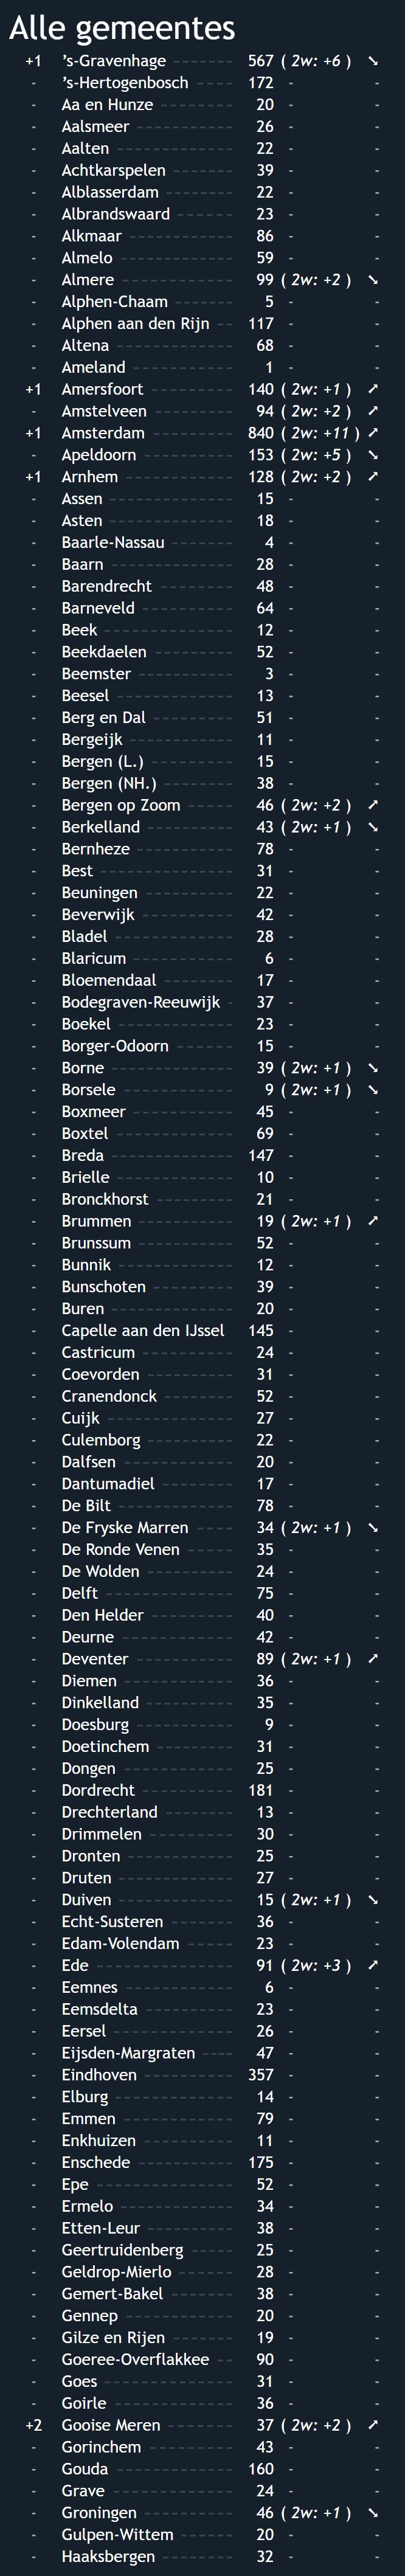 Alle gemeentes
+1 ’s-Gravenhage ------- 567 ( 2w: +6 ) ➘
- ’s-Hertogenbosch ----- 172 - -
- Aa en Hunze --------- 20 - -
- Aalsmeer ----------- 26 - -
- Aalten ------------- 22 - -
- Achtkarspelen -------- 39 - -
- Alblasserdam -------- 22 - -
- Albrandswaard ------- 23 - -
- Alkmaar ------------ 86 - -
- Almelo ------------- 59 - -
- Almere ------------- 99 ( 2w: +2 ) ➘
- Alphen-Chaam -------- 5 - -
- Alphen aan den Rijn -- 117 - -
- Altena ------------- 68 - -
- Ameland ------------ 1 - -
+1 Amersfoort ---------- 140 ( 2w: +1 ) ➚
- Amstelveen ---------- 94 ( 2w: +2 ) ➚
+1 Amsterdam ---------- 840 ( 2w: +11 ) ➚
- Apeldoorn ----------- 153 ( 2w: +5 ) ➘
+1 Arnhem ------------- 128 ( 2w: +2 ) ➚
- Assen -------------- 15 - -
- Asten -------------- 18 - -
- Baarle-Nassau -------- 4 - -
- Baarn -------------- 28 - -
- Barendrecht --------- 48 - -
- Barneveld ----------- 64 - -
- Beek --------------- 12 - -
- Beekdaelen ---------- 52 - -
- Beemster ----------- 3 - -
- Beesel ------------- 13 - -
- Berg en Dal ---------- 51 - -
- Bergeijk ------------ 11 - -
- Bergen (L.) ---------- 15 - -
- Bergen (NH.) --------- 38 - -
- Bergen op Zoom ------ 46 ( 2w: +2 ) ➚
- Berkelland ---------- 43 ( 2w: +1 ) ➘
- Bernheze ----------- 78 - -
- Best --------------- 31 - -
- Beuningen ---------- 22 - -
- Beverwijk ----------- 42 - -
- Bladel ------------- 28 - -
- Blaricum ------------ 6 - -
- Bloemendaal -------- 17 - -
- Bodegraven-Reeuwijk - 37 - -
- Boekel ------------- 23 - -
- Borger-Odoorn ------- 15 - -
- Borne -------------- 39 ( 2w: +1 ) ➘
- Borsele ------------ 9 ( 2w: +1 ) ➘
- Boxmeer ------------ 45 - -
- Boxtel ------------- 69 - -
- Breda -------------- 147 - -
- Brielle ------------- 10 - -
- Bronckhorst --------- 21 - -
- Brummen ----------- 19 ( 2w: +1 ) ➚
- Brunssum ----------- 52 - -
- Bunnik ------------- 12 - -
- Bunschoten ---------- 39 - -
- Buren -------------- 20 - -
- Capelle aan den IJssel 145 - -
- Castricum ----------- 24 - -
- Coevorden ---------- 31 - -
- Cranendonck -------- 52 - -
- Cuijk -------------- 27 - -
- Culemborg ---------- 22 - -
- Dalfsen ------------ 20 - -
- Dantumadiel --------- 17 - -
- De Bilt ------------- 78 - -
- De Fryske Marren ----- 34 ( 2w: +1 ) ➘
- De Ronde Venen ------ 35 - -
- De Wolden ---------- 24 - -
- Delft -------------- 75 - -
- Den Helder ---------- 40 - -
- Deurne ------------- 42 - -
- Deventer ----------- 89 ( 2w: +1 ) ➚
- Diemen ------------ 36 - -
- Dinkelland ---------- 35 - -
- Doesburg ----------- 9 - -
- Doetinchem --------- 31 - -
- Dongen ------------ 25 - -
- Dordrecht ---------- 181 - -
- Drechterland -------- 13 - -
- Drimmelen --------- 30 - -
- Dronten ------------ 25 - -
- Druten ------------- 27 - -
- Duiven ------------- 15 ( 2w: +1 ) ➘
- Echt-Susteren -------- 36 - -
- Edam-Volendam ------ 23 - -
- Ede --------------- 91 ( 2w: +3 ) ➚
- Eemnes ------------ 6 - -
- Eemsdelta ---------- 23 - -
- Eersel ------------- 26 - -
- Eijsden-Margraten ---- 47 - -
- Eindhoven ---------- 357 - -
- Elburg ------------- 14 - -
- Emmen ------------ 79 - -
- Enkhuizen ---------- 11 - -
- Enschede ----------- 175 - -
- Epe --------------- 52 - -
- Ermelo ------------ 34 - -
- Etten-Leur ---------- 38 - -
- Geertruidenberg ----- 25 - -
- Geldrop-Mierlo ------- 28 - -
- Gemert-Bakel -------- 38 - -
- Gennep ------------ 20 - -
- Gilze en Rijen ------- 19 - -
- Goeree-Overflakkee -- 90 - -
- Goes -------------- 31 - -
- Goirle ------------- 36 - -
+2 Gooise Meren -------- 37 ( 2w: +2 ) ➚
- Gorinchem ---------- 43 - -
- Gouda ------------- 160 - -
- Grave -------------- 24 - -
- Groningen ---------- 46 ( 2w: +1 ) ➘
- Gulpen-Wittem ------- 20 - -
- Haaksbergen --------- 32 - -